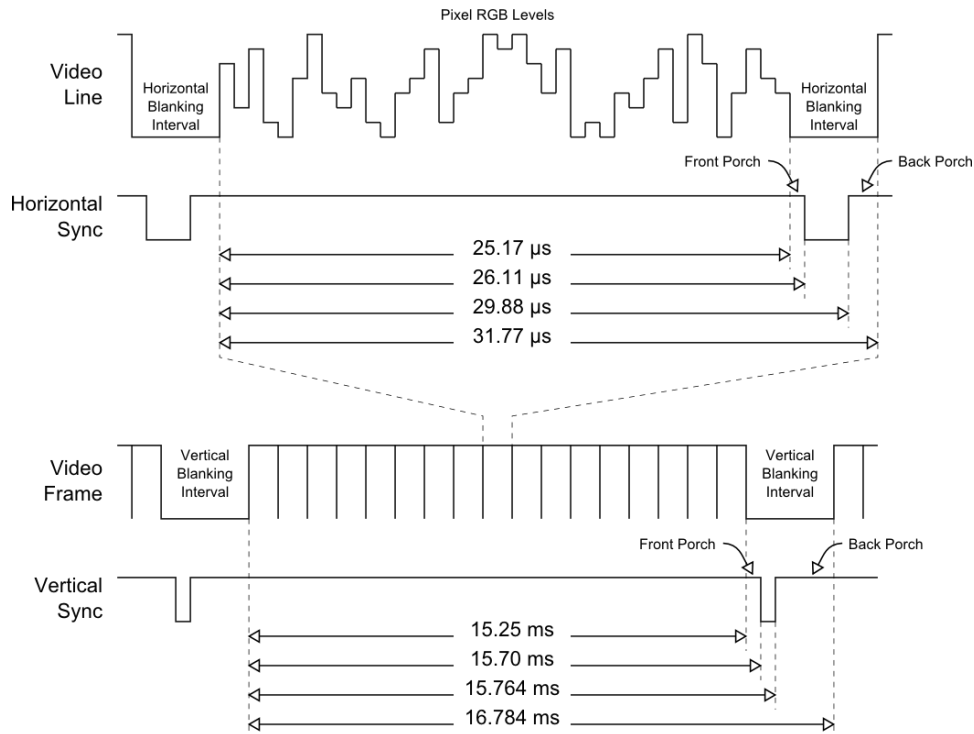 Pixel RGB Levels
Video
Line
Horizontal
Blanking
Interval
Horizontal
Blanking
Interval
Front Porch
Back Porch
Horizontal
Sync
25.17 µs
26.11 µs
29.88 µs
31.77 µs
Video
Frame
Vertical
Blanking
Interval
Vertical
Blanking
Interval
Front Porch
Back Porch
Vertical
Sync
15.25 ms
15.70 ms
15.764 ms
16.784 ms